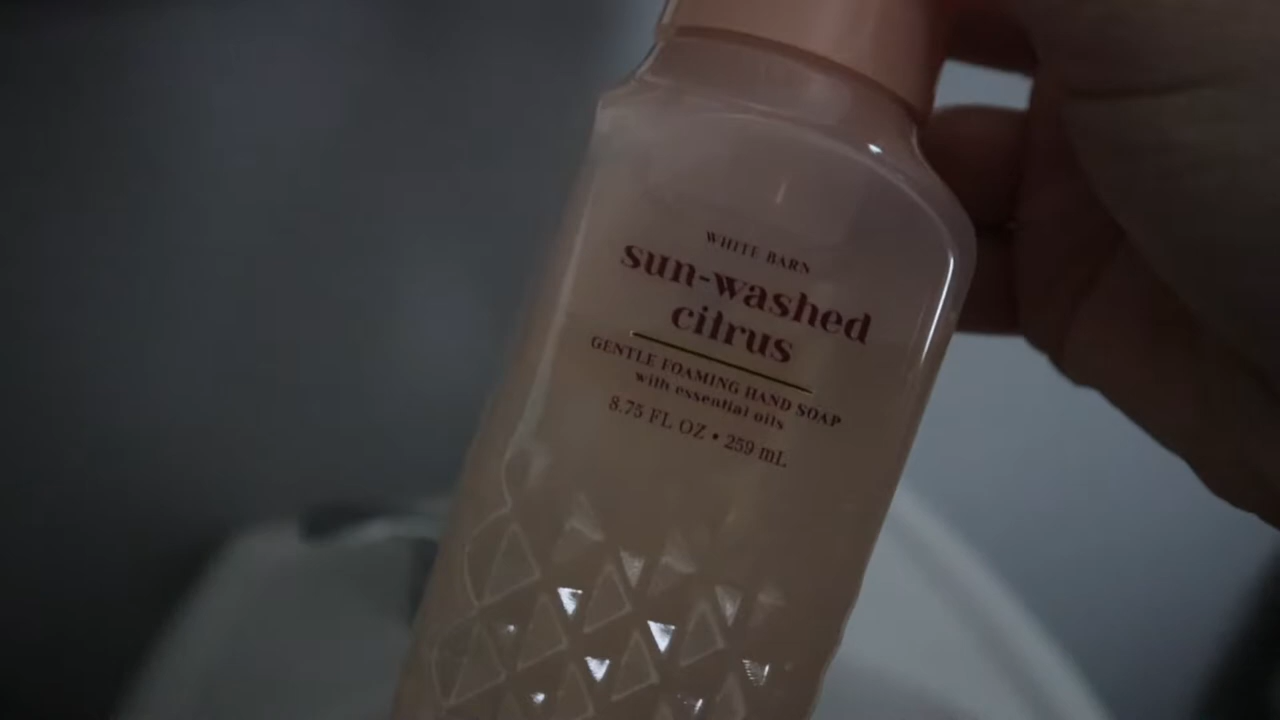 WHITE BARN
sun-washed
citrus
GENTLE FOAMING HAND SOAP
with essential oils
8.75 FL OZ • 259 mL